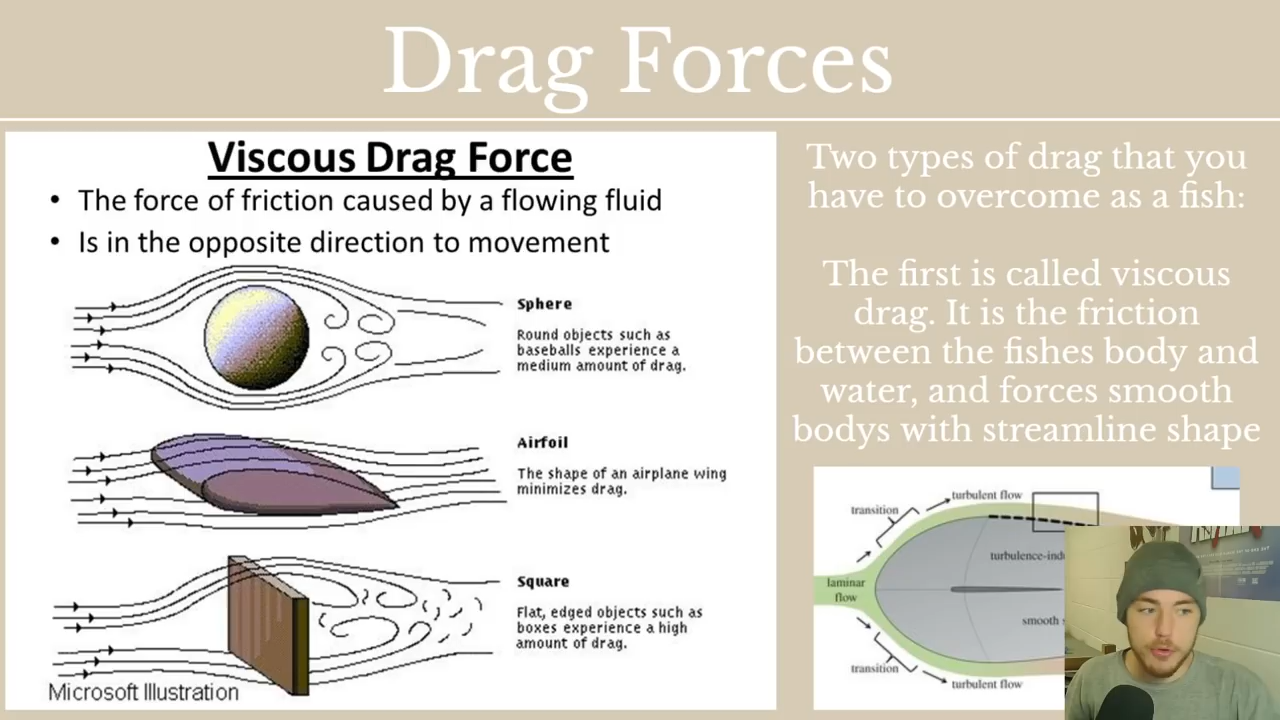 Drag Forces
Viscous Drag Force
• The force of friction caused by a flowing fluid
• Is in the opposite direction to movement
Sphere
Round objects such as
baseballs experience a
medium amount of drag.
Airfoil
The shape of an airplane wing
minimizes drag.
Square
Flat, edged objects such as
boxes experience a high
amount of drag.
Microsoft Illustration
Two types of drag that you
have to overcome as a fish:
The first is called viscous
drag. It is the friction
between the fishes body and
water, and forces smooth
bodys with streamline shape
turbulent flow
transition
laminar
flow
smooth
transition
turbulent flow